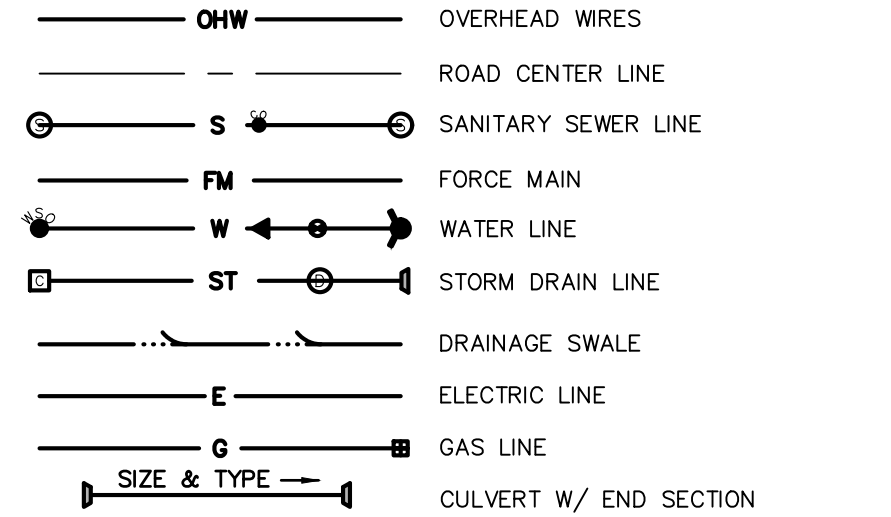 OHW OVERHEAD WIRES
ROAD CENTER LINE
S S CO S SANITARY SEWER LINE
FM FORCE MAIN
WSO W WATER LINE
C ST D STORM DRAIN LINE
DRAINAGE SWALE
E ELECTRIC LINE
G GAS LINE
SIZE & TYPE
CULVERT W/ END SECTION